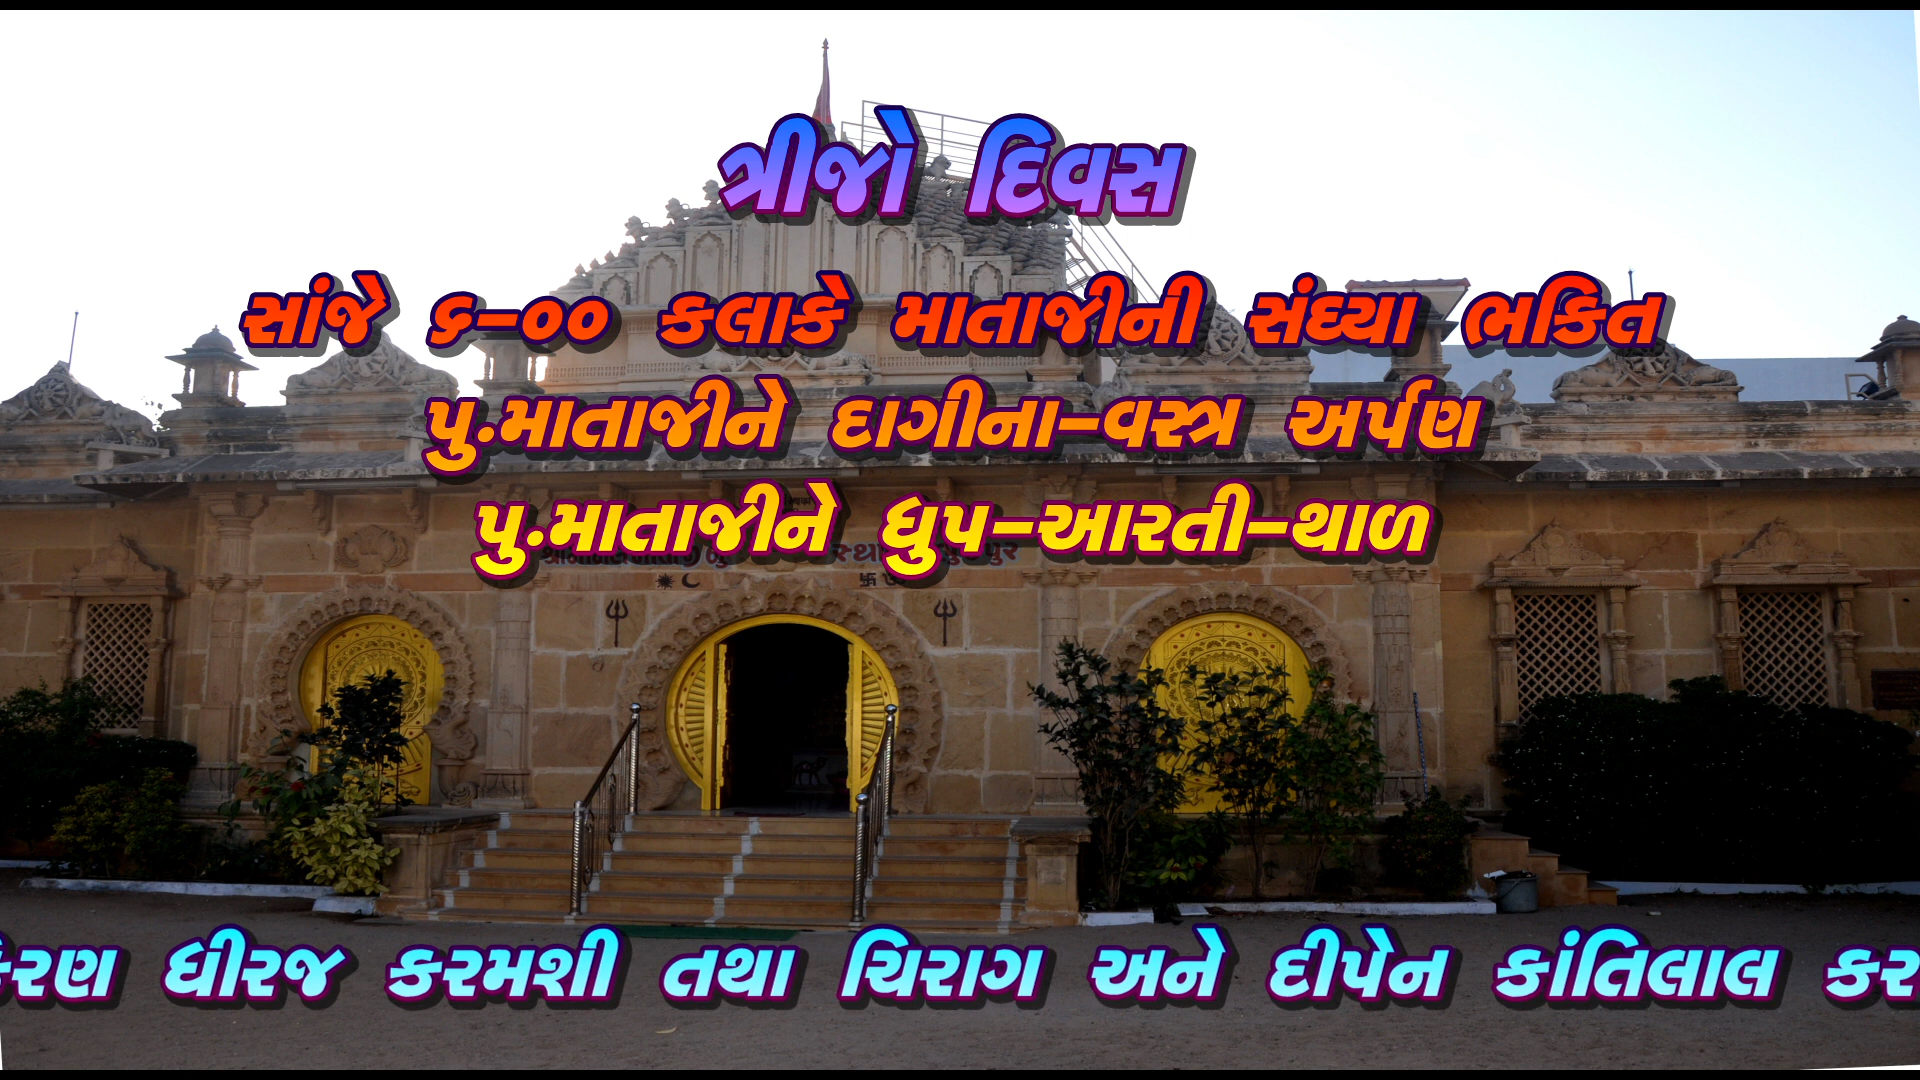 ત્રીજો દિવસ
સાંજે ૬-૦૦ કલાકે માતાજીની સંધ્યા ભકિત
પુ.માતાજીને દાગીના-વસ્ત્ર અર્પણ
પુ.માતાજીને ધુપ-આરતી-થાળ
ધીરજ કરમશી તથા ચિરાગ અને દીપેન કાંતિલાલ